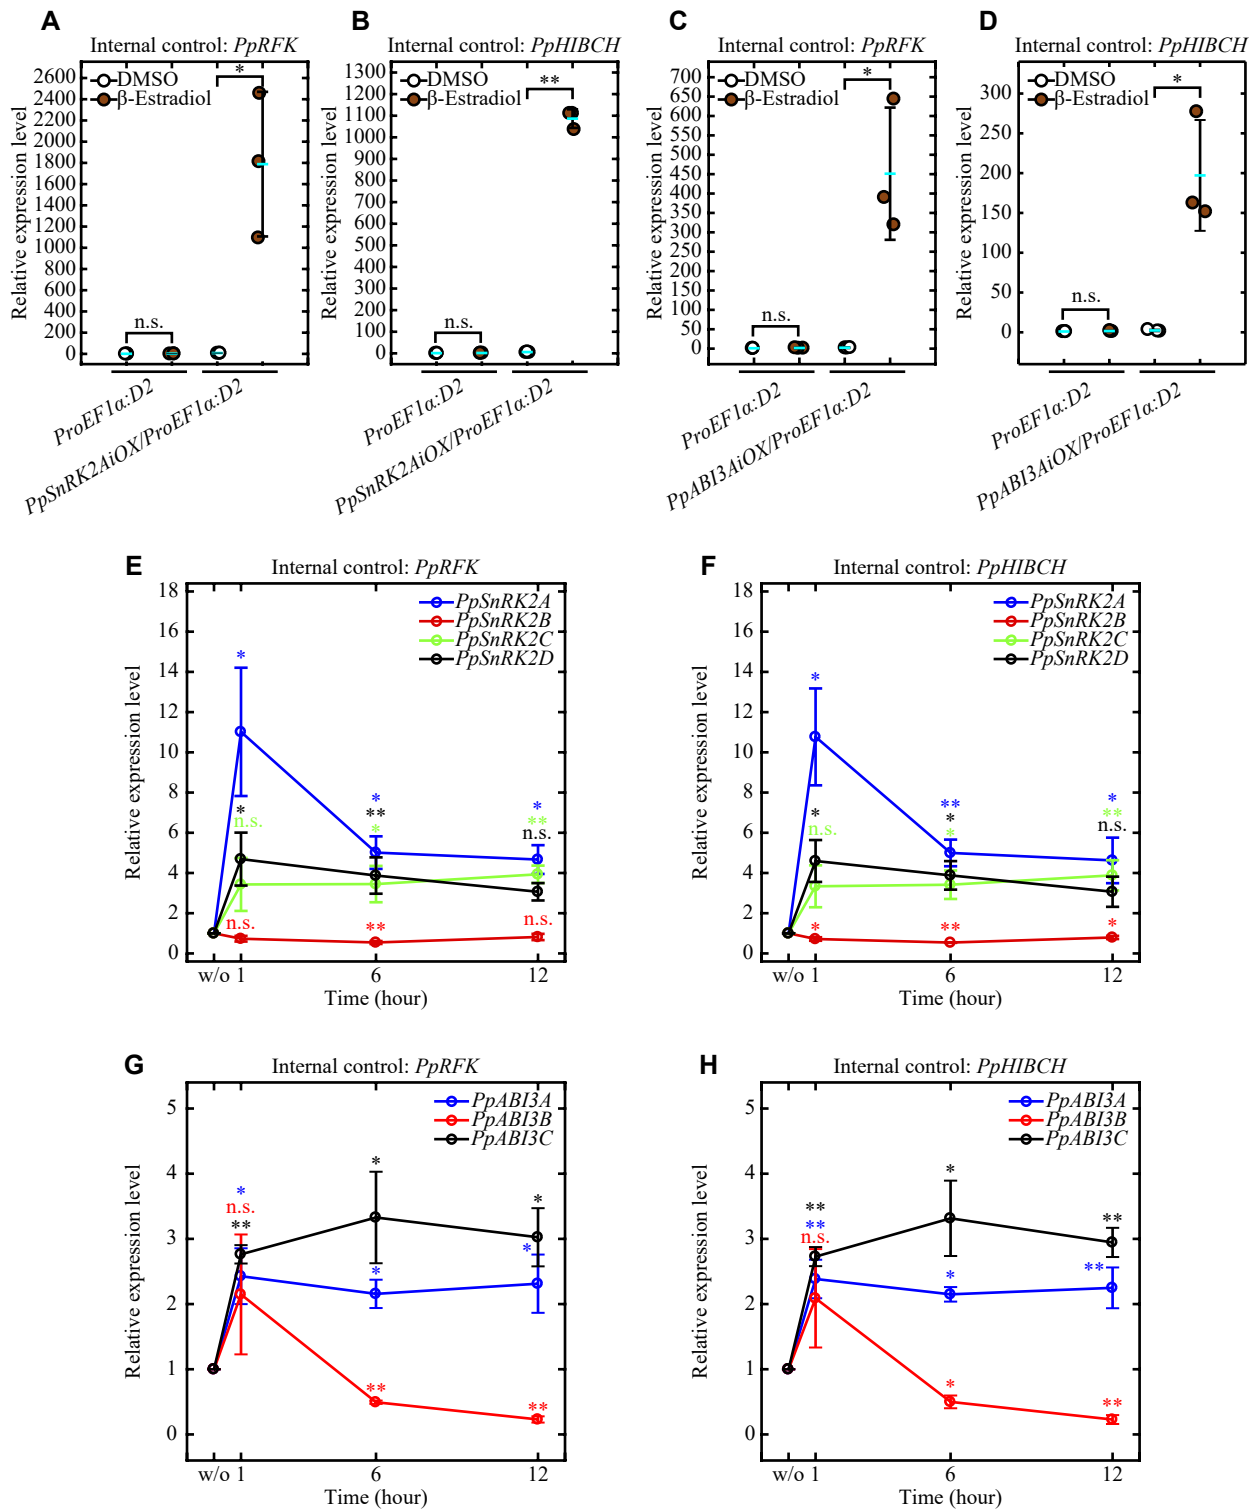 A
Internal control: PpRFK
DMSO
β-Estradiol
*
n.s.
Relative expression level
2600
2400
2200
2000
1800
1600
1400
1200
1000
800
600
400
200
0
ProEF1α:D2
PpSnRK2AiOX/ProEF1α:D2
B
Internal control: PpHIBCH
DMSO
β-Estradiol
**
n.s.
Relative expression level
1300
1200
1100
1000
900
800
700
600
500
400
300
200
100
0
ProEF1α:D2
PpSnRK2AiOX/ProEF1α:D2
C
Internal control: PpRFK
DMSO
β-Estradiol
*
n.s.
Relative expression level
700
650
600
550
500
450
400
350
300
250
200
150
100
50
0
ProEF1α:D2
PpABI3AiOX/ProEF1α:D2
D
Internal control: PpHIBCH
DMSO
β-Estradiol
*
n.s.
Relative expression level
300
250
200
150
100
50
0
ProEF1α:D2
PpABI3AiOX/ProEF1α:D2
E
Internal control: PpRFK
PpSnRK2A
PpSnRK2B
PpSnRK2C
PpSnRK2D
Relative expression level
18
16
14
12
10
8
6
4
2
0
*
*
n.s.
n.s.
*
**
*
**
*
**
n.s.
n.s.
w/o 1 6 12
Time (hour)
F
Internal control: PpHIBCH
PpSnRK2A
PpSnRK2B
PpSnRK2C
PpSnRK2D
Relative expression level
18
16
14
12
10
8
6
4
2
0
*
*
n.s.
*
**
*
*
**
*
**
n.s.
*
w/o 1 6 12
Time (hour)
G
Internal control: PpRFK
PpABI3A
PpABI3B
PpABI3C
Relative expression level
5
4
3
2
1
0
*
n.s.
**
*
*
**
*
*
**
w/o 1 6 12
Time (hour)
H
Internal control: PpHIBCH
PpABI3A
PpABI3B
PpABI3C
Relative expression level
5
4
3
2
1
0
**
**
n.s.
*
*
*
**
**
**
w/o 1 6 12
Time (hour)